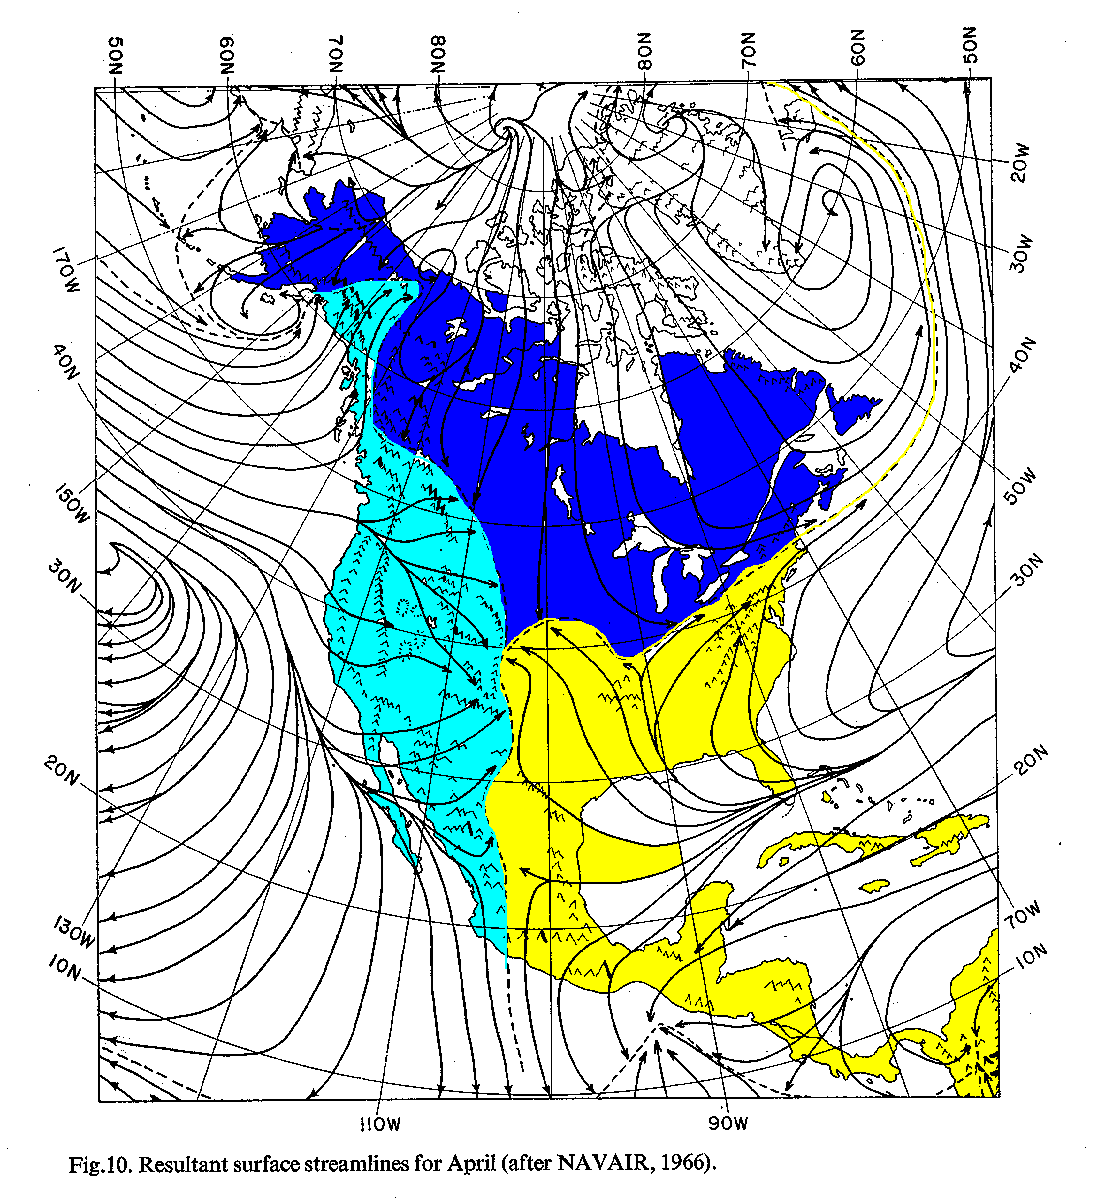 50N 60N 70N 80N 80N 70N 60N 50N
20W
170W
30W
40N
40N
150W
50W
30N
30N
20N
20N
130W
70W
10N
10N
110W
90W
Fig.10. Resultant surface streamlines for April (after NAVAIR, 1966).